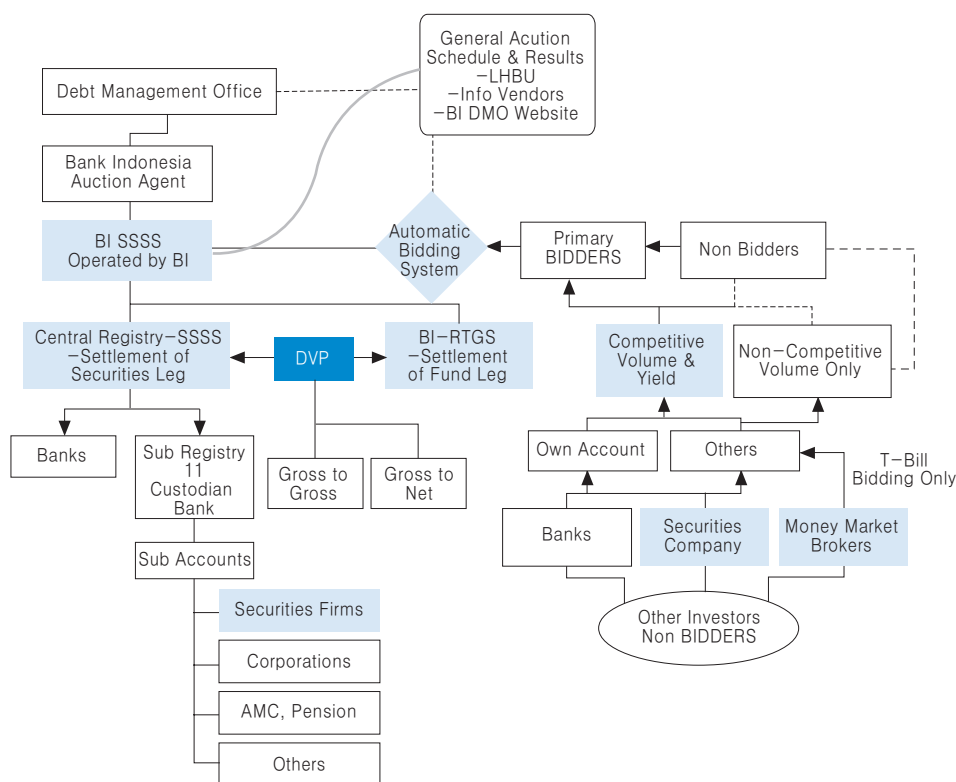 General Acution
Schedule & Results
-LHBU
-Info Vendors
-BI DMO Website
Debt Management Office
Bank Indonesia
Auction Agent
BI SSSS
Operated by BI
Automatic
Bidding
System
Primary
BIDDERS
Non Bidders
Central Registry-SSSS
-Settlement of
Securities Leg
DVP
BI-RTGS
-Settlement
of Fund Leg
Competitive
Volume &
Yield
Non-Competitive
Volume Only
Banks
Sub Registry
11
Custodian
Bank
Gross to
Gross
Gross to
Net
Own Account
Others
T-Bill
Bidding Only
Banks
Securities
Company
Money Market
Brokers
Sub Accounts
Other Investors
Non BIDDERS
Securities Firms
Corporations
AMC, Pension
Others